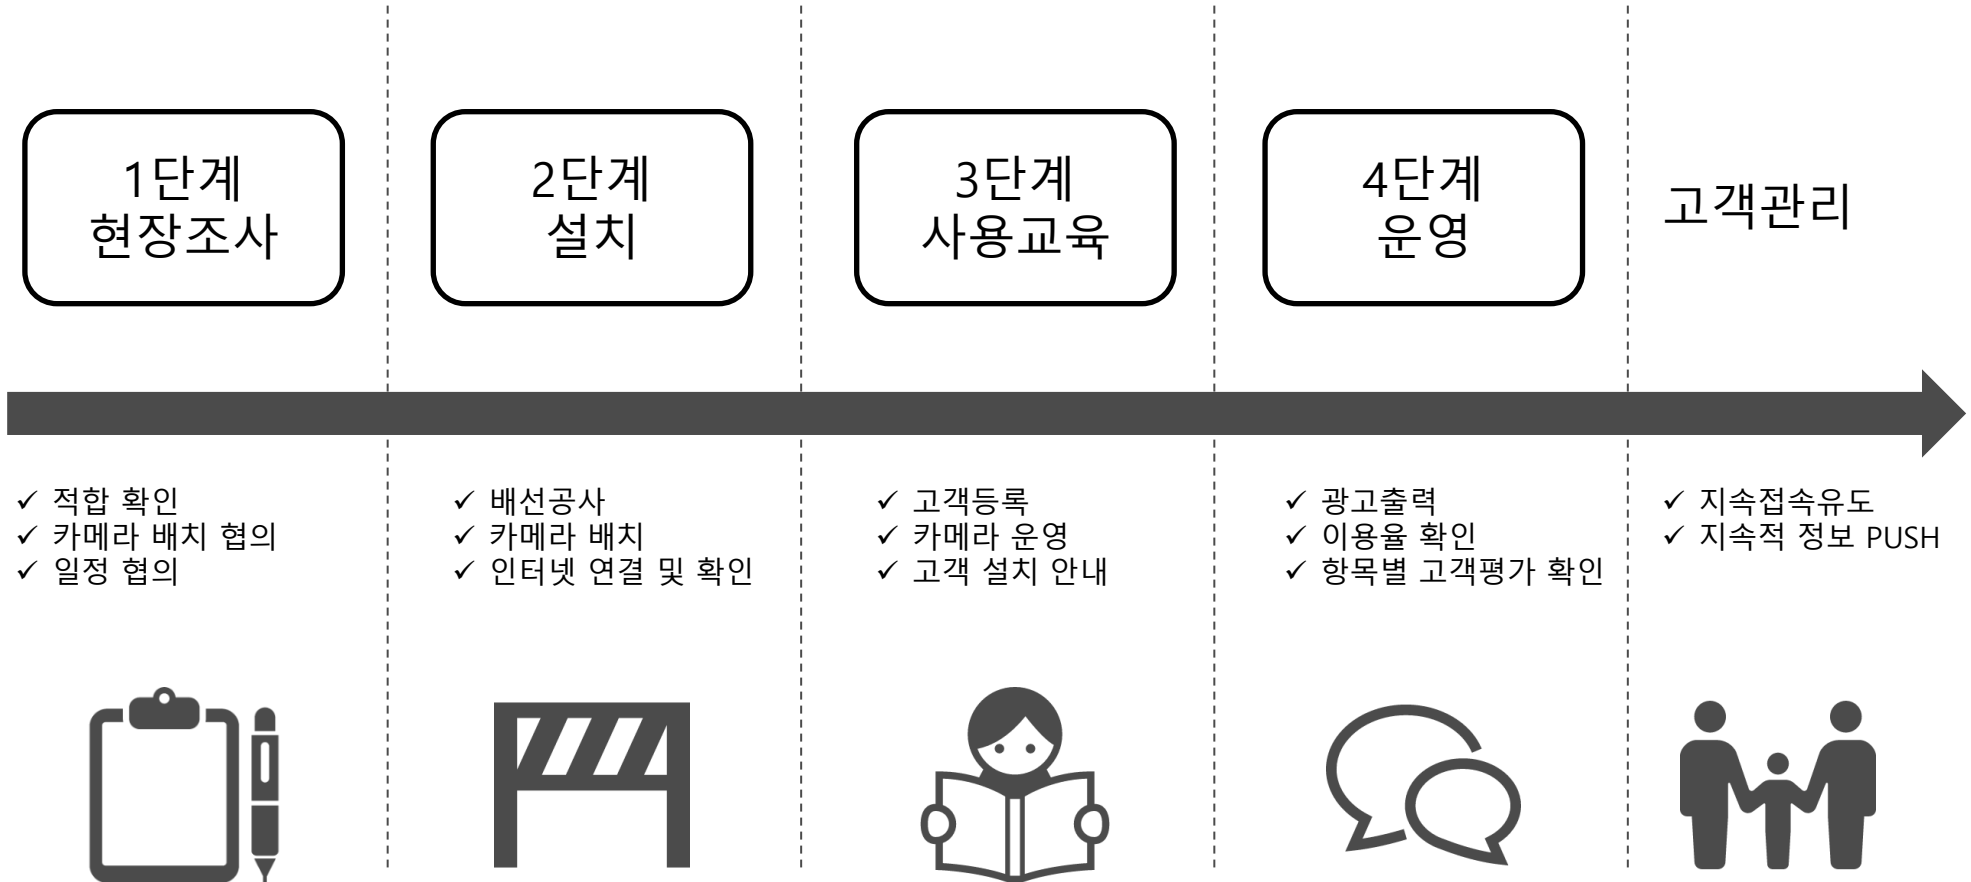 1단계
현장조사
2단계
설치
3단계
사용교육
4단계
운영
고객관리
✓ 적합 확인
✓ 카메라 배치 협의
✓ 일정 협의
✓ 배선공사
✓ 카메라 배치
✓ 인터넷 연결 및 확인
✓ 고객등록
✓ 카메라 운영
✓ 고객 설치 안내
✓ 광고출력
✓ 이용율 확인
✓ 항목별 고객평가 확인
✓ 지속접속유도
✓ 지속적 정보 PUSH